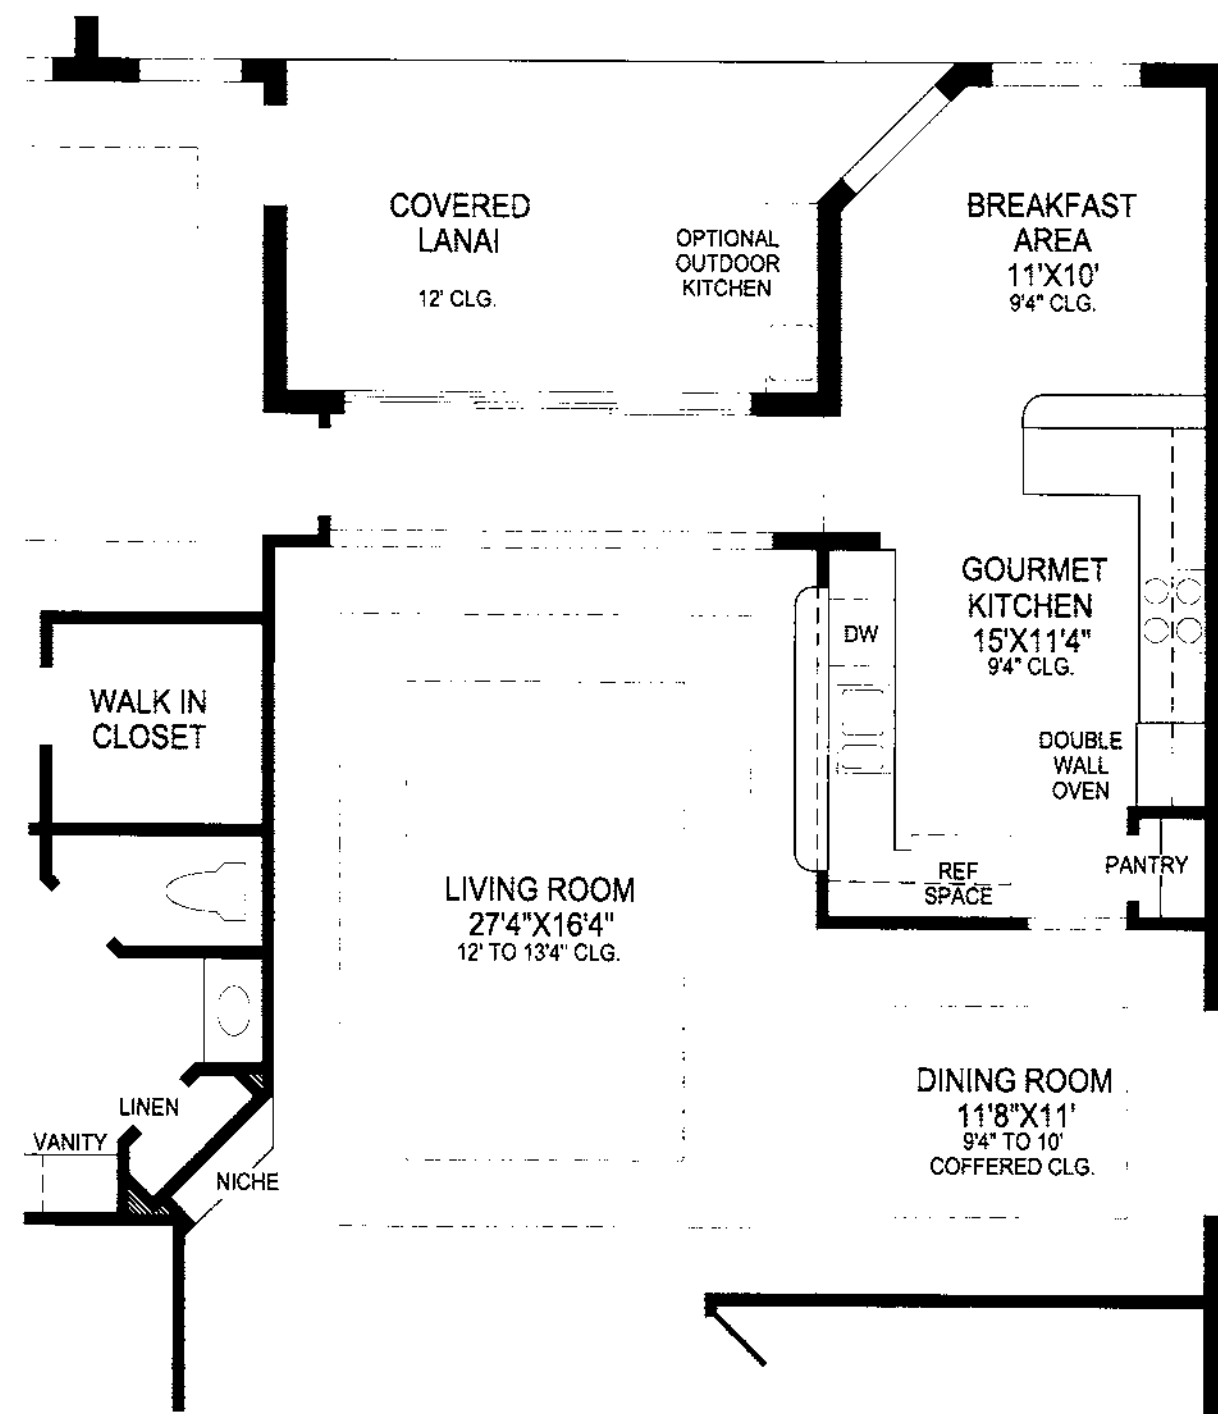 COVERED
LANAI
12' CLG.
OPTIONAL
OUTDOOR
KITCHEN
BREAKFAST
AREA
11'X10'
9'4" CLG.
GOURMET
KITCHEN
15'X11'4"
9'4" CLG.
DW
WALK IN
CLOSET
DOUBLE
WALL
OVEN
PANTRY
REF
SPACE
LIVING ROOM
27'4"X16'4"
12' TO 13'4" CLG.
DINING ROOM
11'8"X11'
9'4" TO 10'
COFFERED CLG.
LINEN
VANITY
NICHE